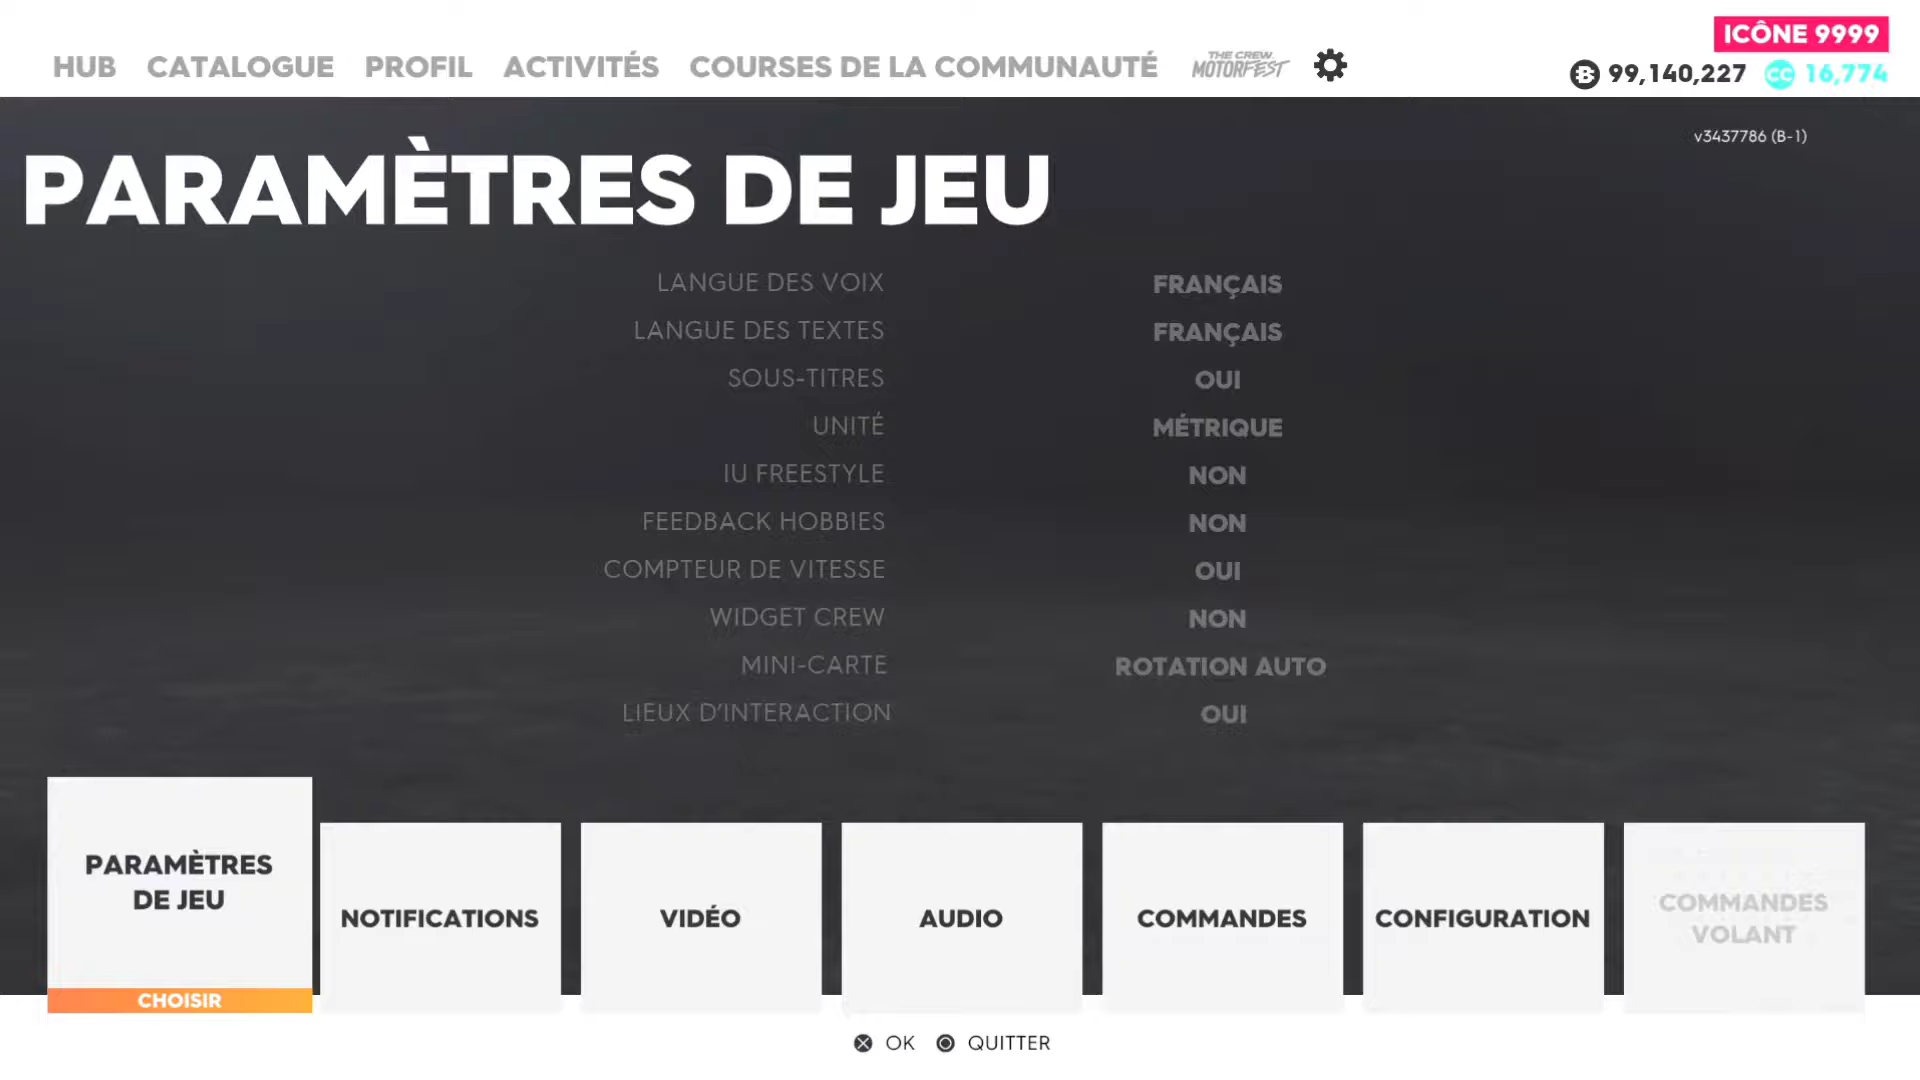 ICÔNE 9999
HUB CATALOGUE PROFIL ACTIVITÉS COURSES DE LA COMMUNAUTÉ THE CREW MOTORFEST
99,140,227 CC 16,774
v3437786 (B-1)
PARAMÈTRES DE JEU
LANGUE DES VOIX FRANÇAIS
LANGUE DES TEXTES FRANÇAIS
SOUS-TITRES OUI
UNITÉ MÉTRIQUE
IU FREESTYLE NON
FEEDBACK HOBBIES NON
COMPTEUR DE VITESSE OUI
WIDGET CREW NON
MINI-CARTE ROTATION AUTO
LIEUX D'INTERACTION OUI
PARAMÈTRES
DE JEU
NOTIFICATIONS
VIDÉO
AUDIO
COMMANDES
CONFIGURATION
COMMANDES
VOLANT
CHOISIR
OK QUITTER